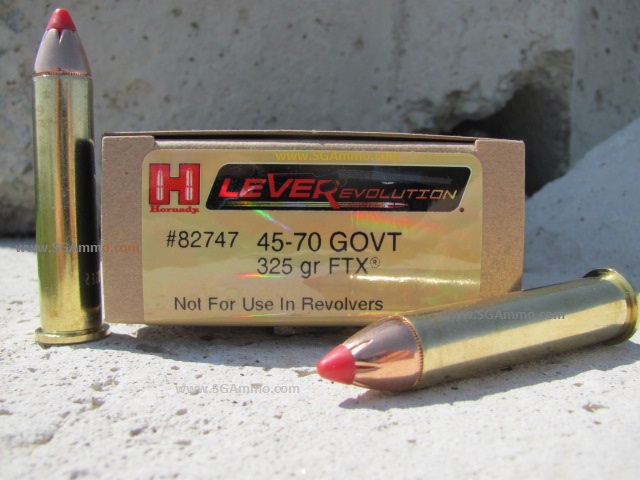 www.SGAmmo.com
H LEVERevolution®
Hornady
#82747 45-70 GOVT
325 gr FTX®
Not For Use In Revolvers
www.SGAmmo.com
www.SGAmmo.com
www.SGAmmo.com